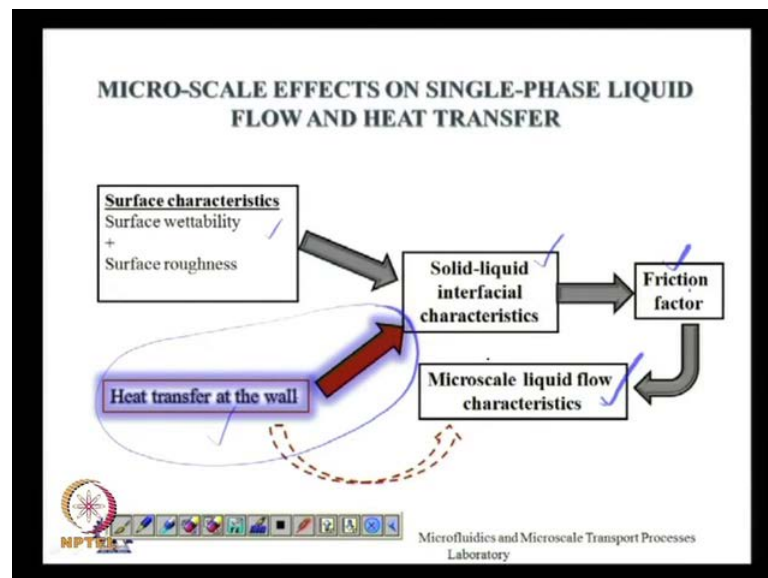 MICRO-SCALE EFFECTS ON SINGLE-PHASE LIQUID
FLOW AND HEAT TRANSFER
Surface characteristics
Surface wettability
+
Surface roughness
Solid-liquid
interfacial
characteristics
Friction
factor
Heat transfer at the wall
Microscale liquid flow
characteristics
NPTEL
Microfluidics and Microscale Transport Processes
Laboratory